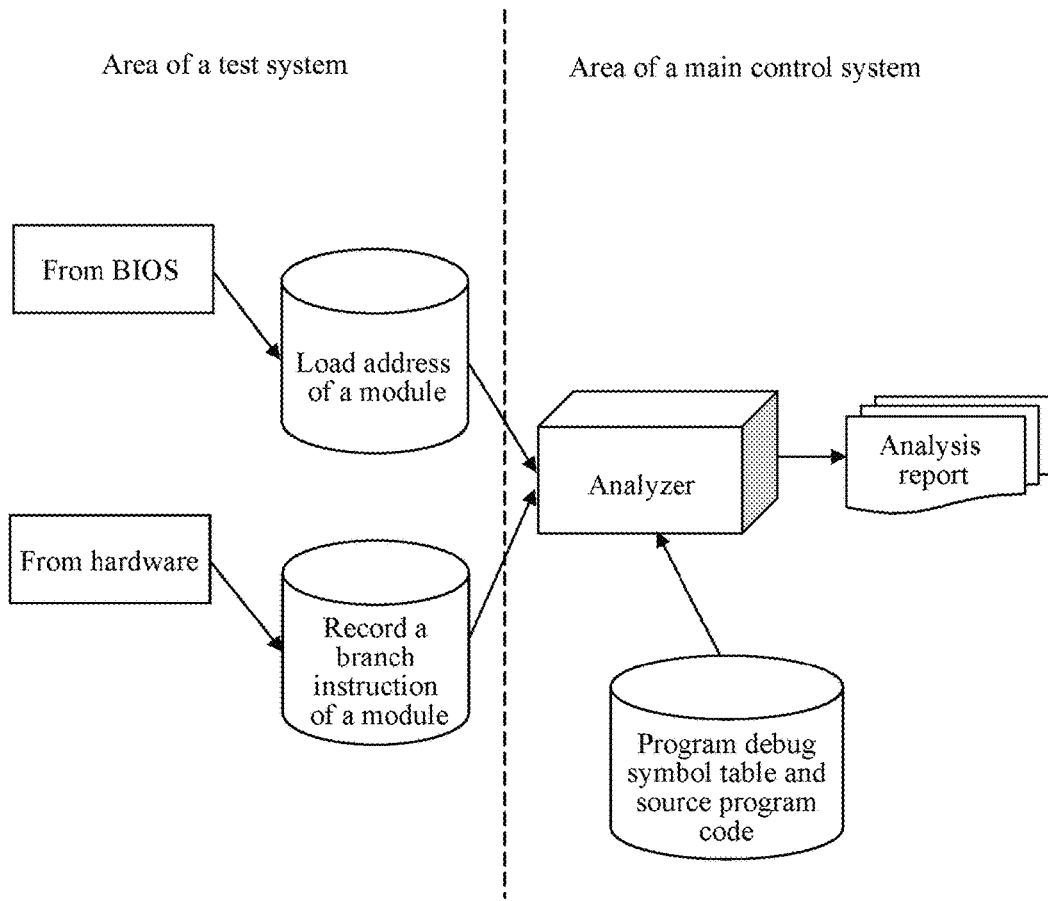 Area of a test system
Area of a main control system
From BIOS
Load address
of a module
Analyzer
Analysis
report
From hardware
Record a
branch
instruction
of a module
Program debug
symbol table and
source program
code